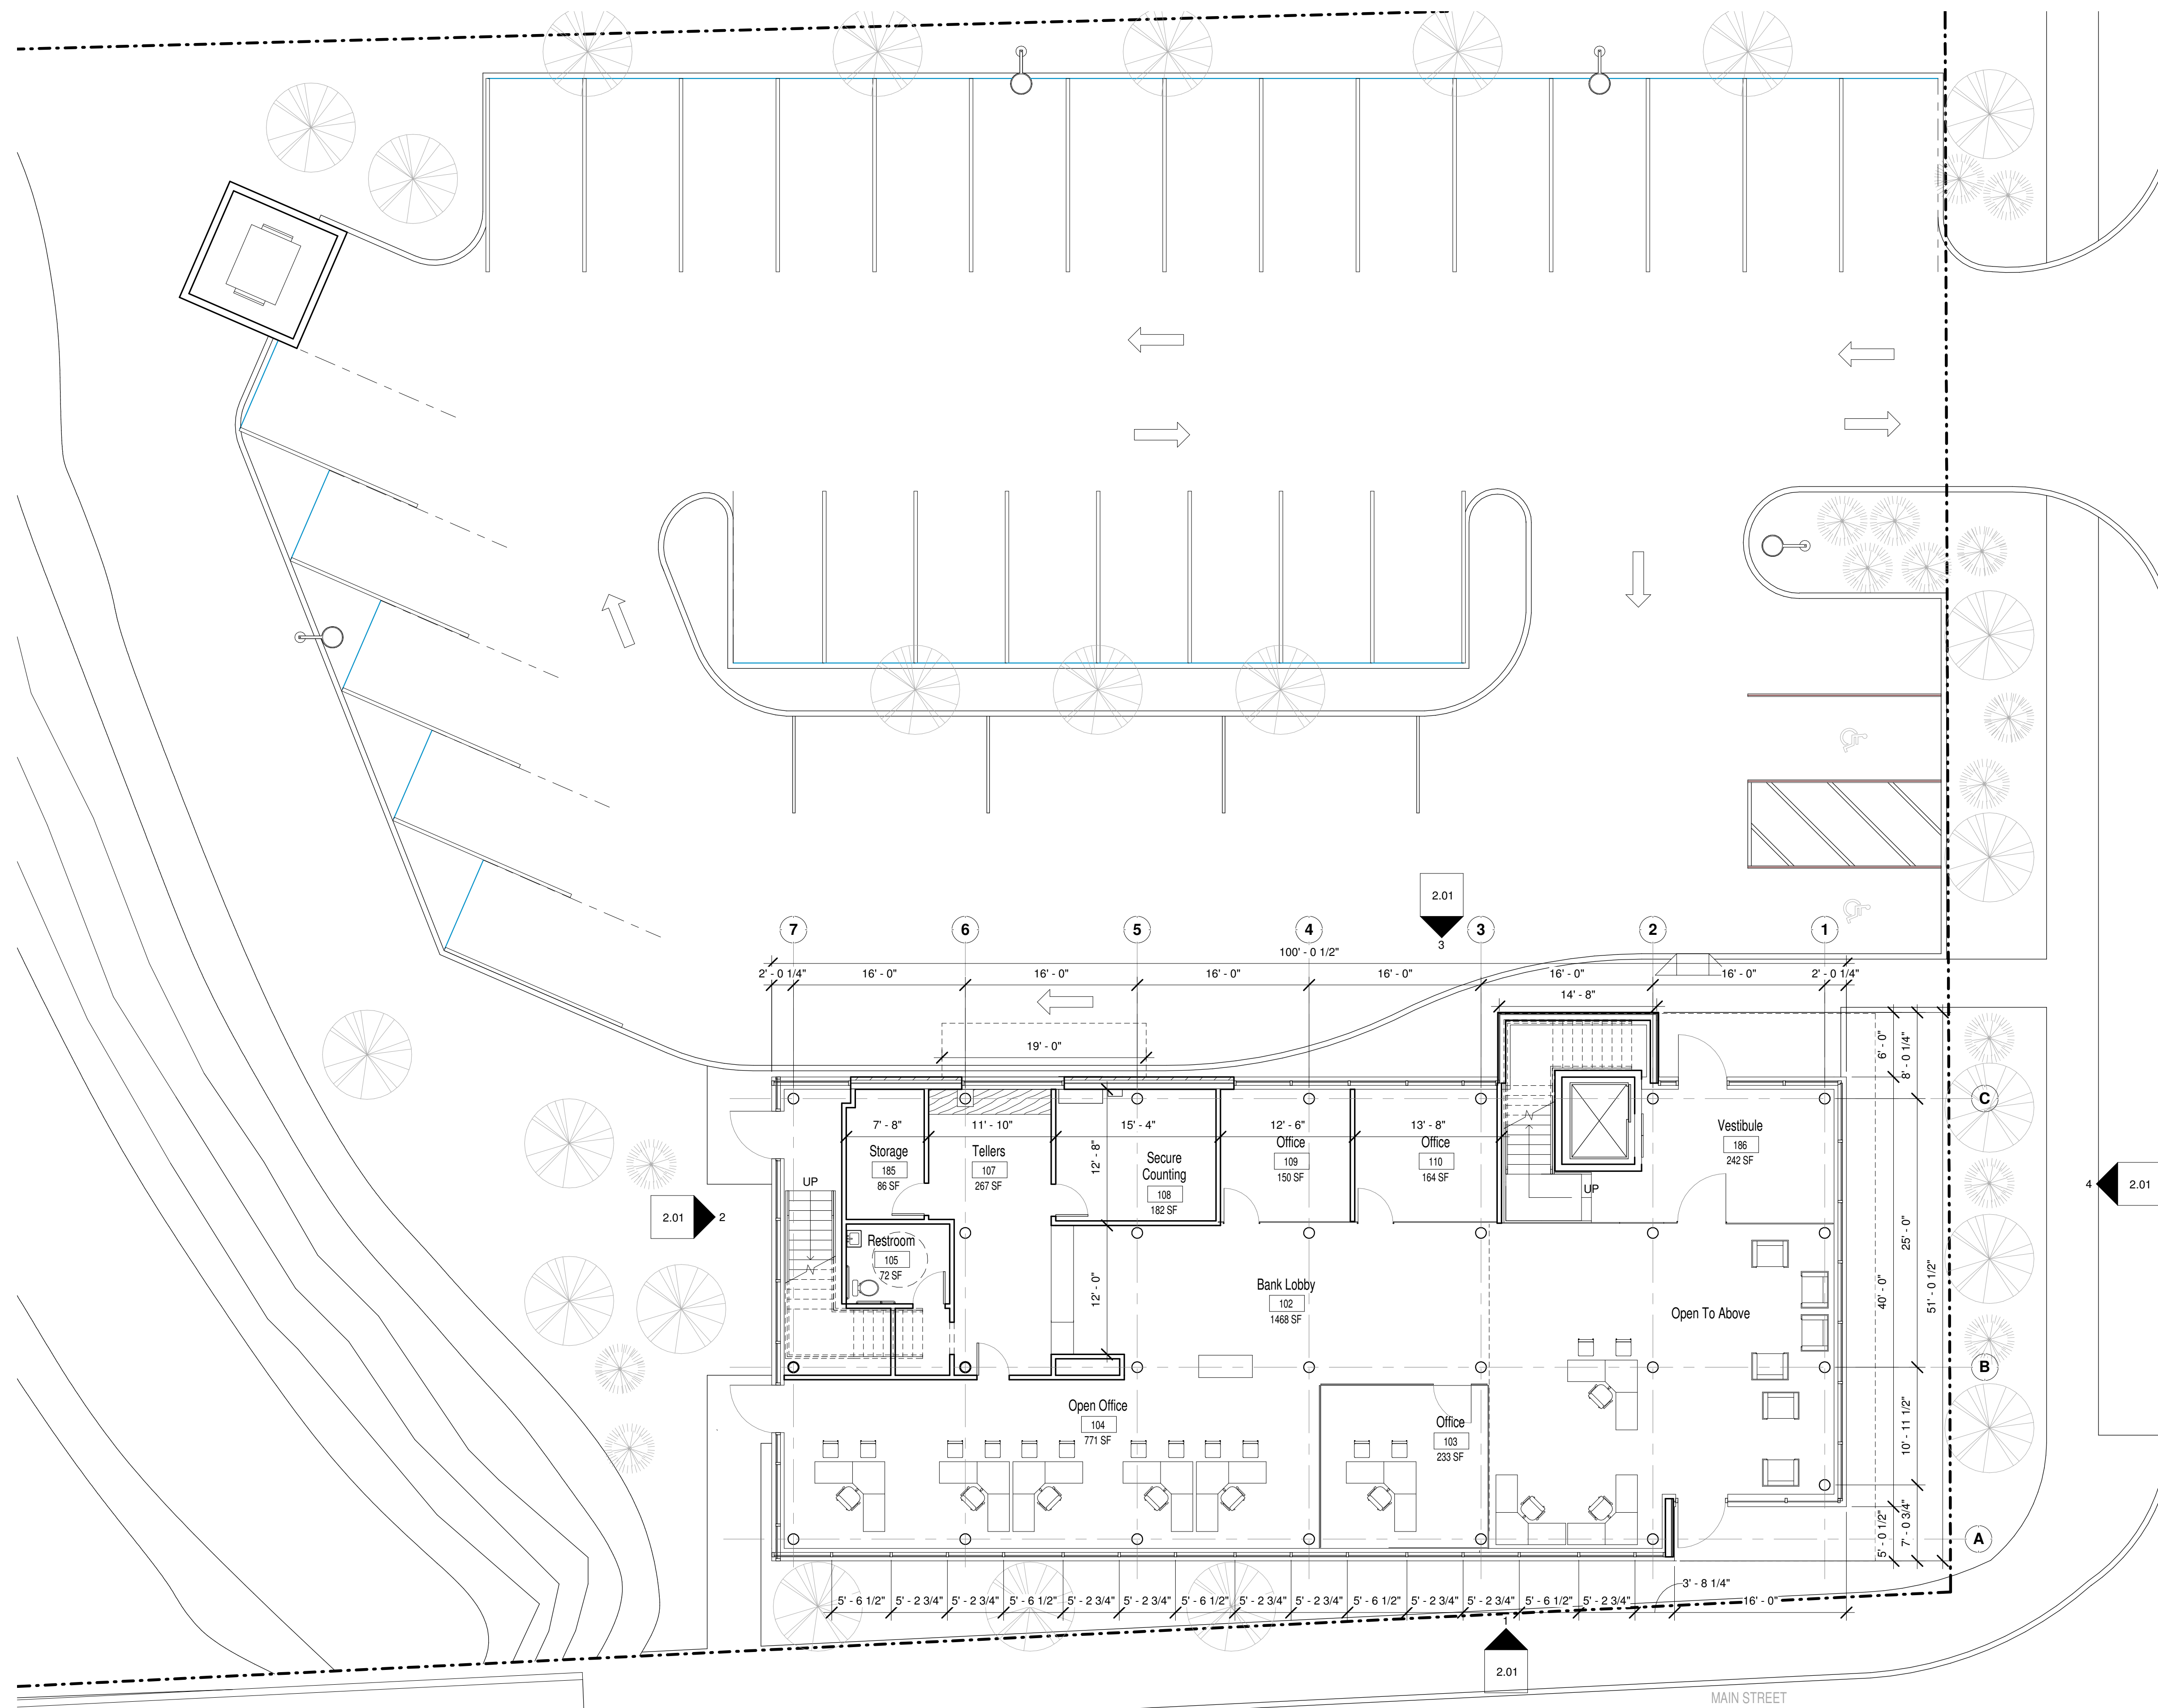 2.01
3
7
6
5
4
3
2
1
100' - 0 1/2"
2' - 0 1/4"
16' - 0"
16' - 0"
16' - 0"
16' - 0"
16' - 0"
16' - 0"
2' - 0 1/4"
14' - 8"
19' - 0"
6' - 0"
8' - 0 1/4"
C
7' - 8"
11' - 10"
15' - 4"
12' - 6"
13' - 8"
12' - 8"
Storage
185
86 SF
Tellers
107
267 SF
Secure
Counting
108
182 SF
Office
109
150 SF
Office
110
164 SF
Vestibule
186
242 SF
UP
UP
2.01
2
4
2.01
Restroom
105
72 SF
12' - 0"
Bank Lobby
102
1468 SF
Open To Above
25' - 0"
40' - 0"
51' - 0 1/2"
B
Open Office
104
771 SF
Office
103
233 SF
10' - 11 1/2"
5' - 0 1/2"
7' - 0 3/4"
A
3' - 8 1/4"
5' - 6 1/2"
5' - 2 3/4"
5' - 2 3/4"
5' - 6 1/2"
5' - 2 3/4"
5' - 2 3/4"
5' - 6 1/2"
5' - 2 3/4"
5' - 2 3/4"
5' - 6 1/2"
5' - 2 3/4"
5' - 2 3/4"
5' - 6 1/2"
5' - 2 3/4"
16' - 0"
1
2.01
MAIN STREET